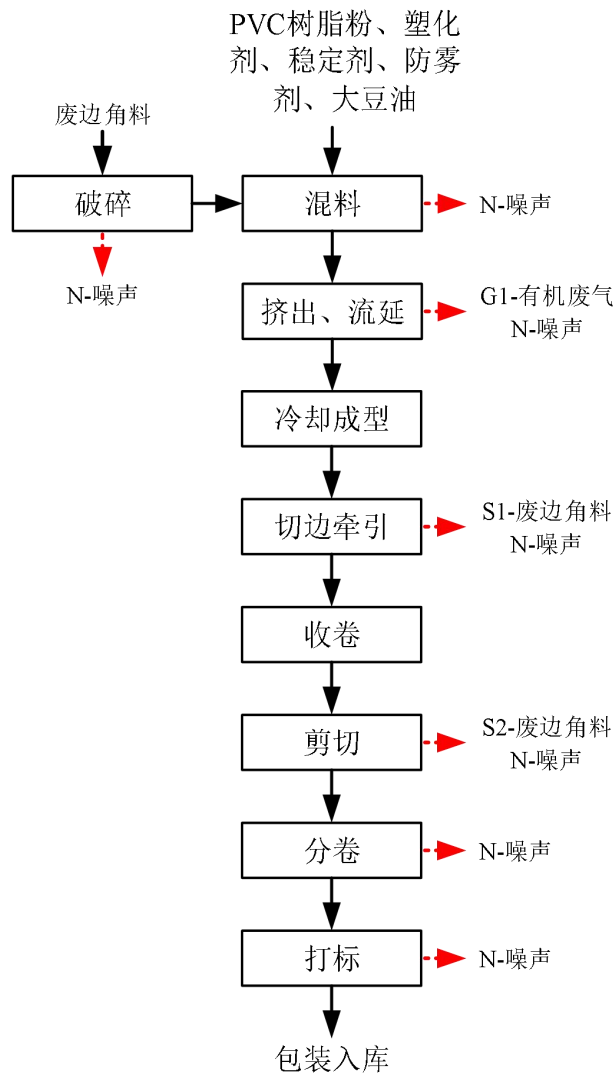 PVC树脂粉、塑化
剂、稳定剂、防雾
剂、大豆油
废边角料
破碎
混料
N-噪声
N-噪声
挤出、流延
G1-有机废气
N-噪声
冷却成型
切边牵引
S1-废边角料
N-噪声
收卷
剪切
S2-废边角料
N-噪声
分卷
N-噪声
打标
N-噪声
包装入库